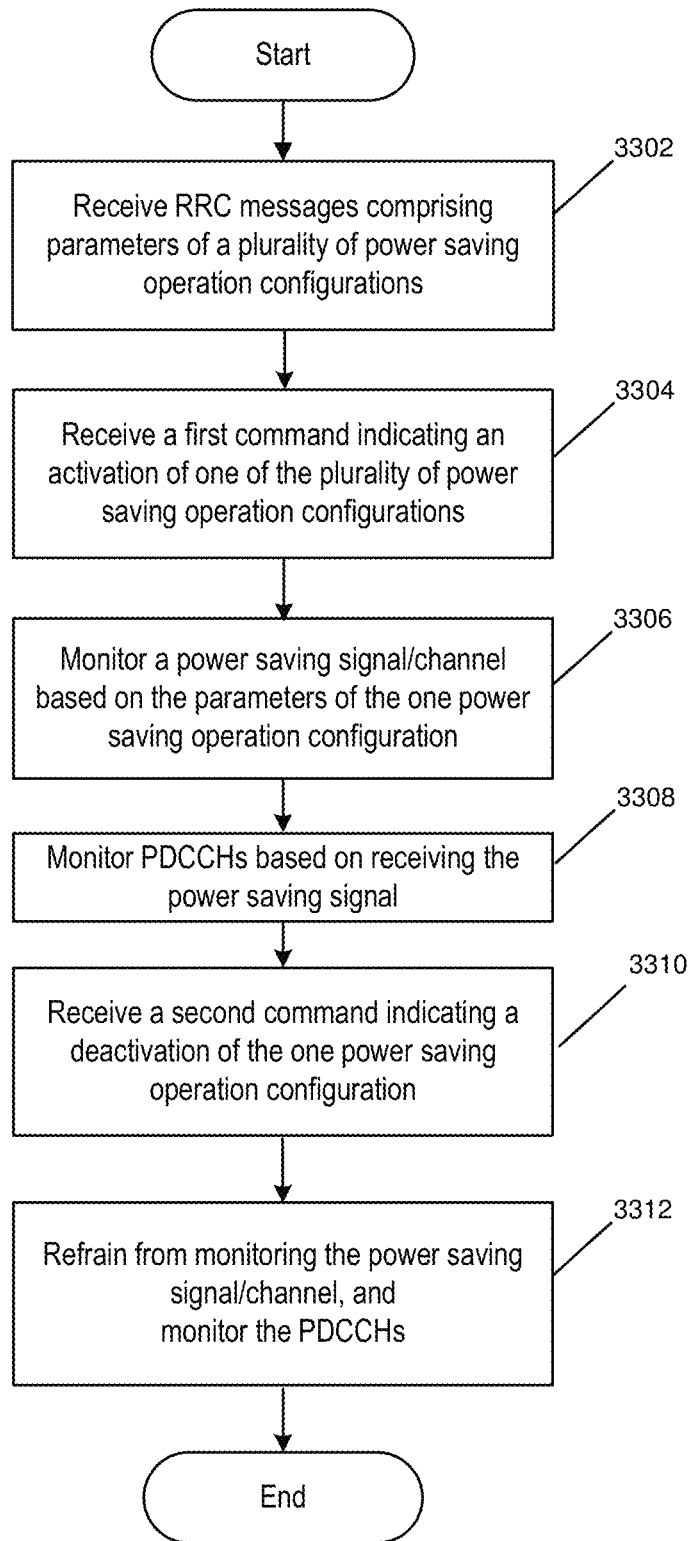 Start
3302
Receive RRC messages comprising
parameters of a plurality of power saving
operation configurations
3304
Receive a first command indicating an
activation of one of the plurality of power
saving operation configurations
3306
Monitor a power saving signal/channel
based on the parameters of the one power
saving operation configuration
3308
Monitor PDCCHs based on receiving the
power saving signal
3310
Receive a second command indicating a
deactivation of the one power saving
operation configuration
3312
Refrain from monitoring the power saving
signal/channel, and
monitor the PDCCHs
End